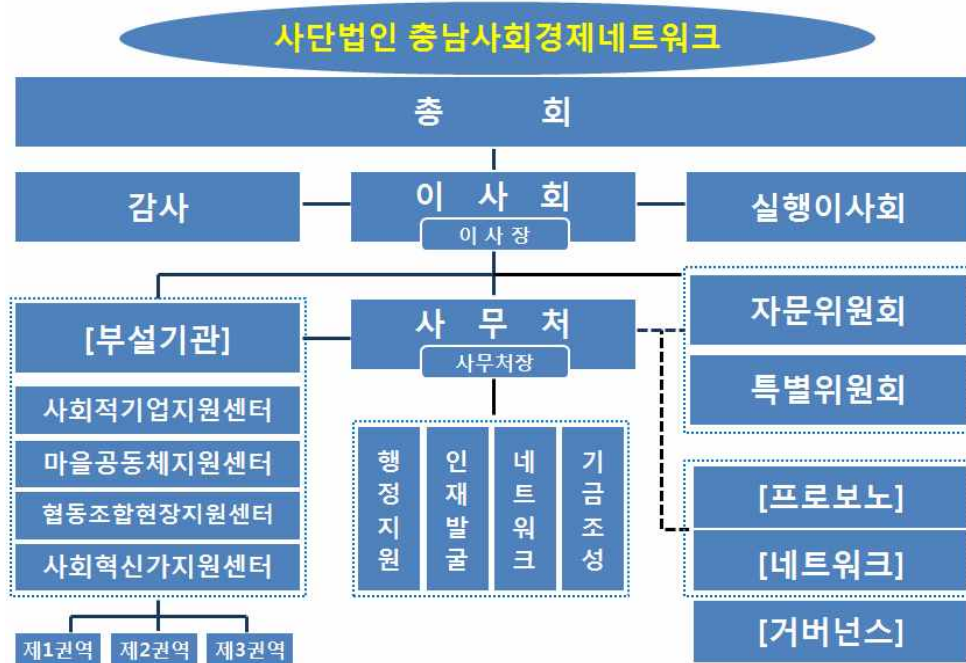 사단법인 충남사회경제네트워크
총 회
감사
이 사 회
이 사 장
실행이사회
[부설기관]
사 무 처
사무처장
자문위원회
특별위원회
사회적기업지원센터
마을공동체지원센터
협동조합현장지원센터
사회혁신가지원센터
행정지원
인재발굴
네트워크
기금조성
[프로보노]
[네트워크]
[거버넌스]
제1권역
제2권역
제3권역